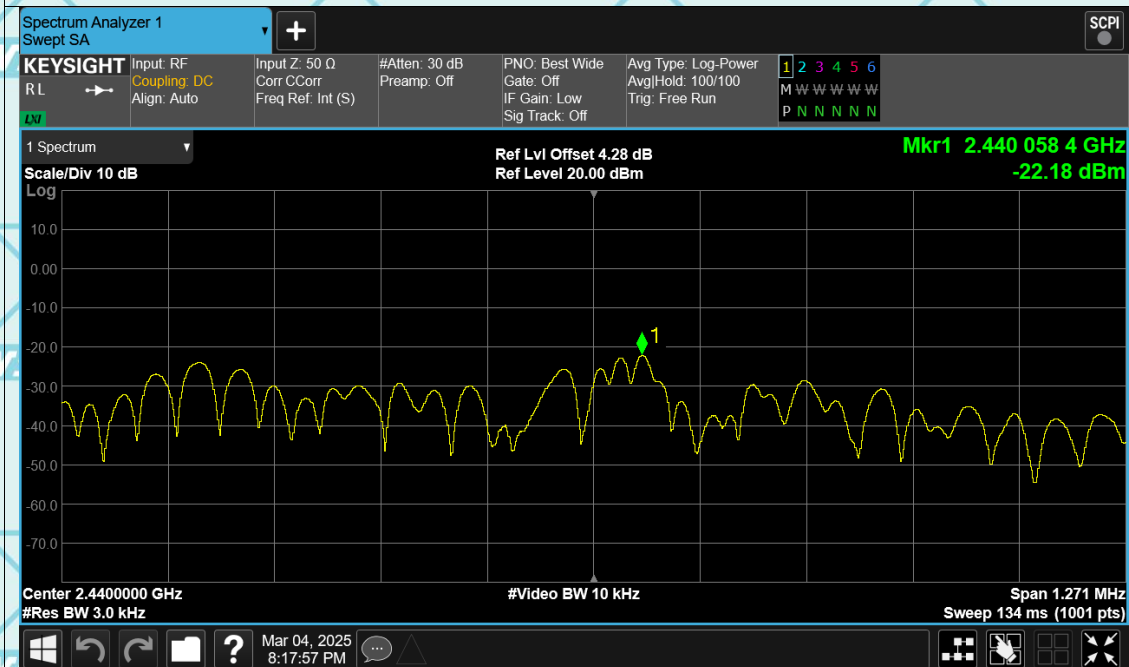 Spectrum Analyzer 1
Swept SA
+
SCPI
KEYSIGHT
RL
LXI
Input: RF
Coupling: DC
Align: Auto
Input Z: 50 Ω
Corr CCorr
Freq Ref: Int (S)
#Atten: 30 dB
Preamp: Off
PNO: Best Wide
Gate: Off
IF Gain: Low
Sig Track: Off
Avg Type: Log-Power
Avg|Hold: 100/100
Trig: Free Run
1 2 3 4 5 6
M W W W W W
P N N N N N
1 Spectrum
Scale/Div 10 dB
Log
Ref Lvl Offset 4.28 dB
Ref Level 20.00 dBm
Mkr1 2.440 058 4 GHz
-22.18 dBm
10.0
0.00
-10.0
-20.0
-30.0
-40.0
-50.0
-60.0
-70.0
1
Center 2.4400000 GHz
#Res BW 3.0 kHz
#Video BW 10 kHz
Span 1.271 MHz
Sweep 134 ms (1001 pts)
?
Mar 04, 2025
8:17:57 PM